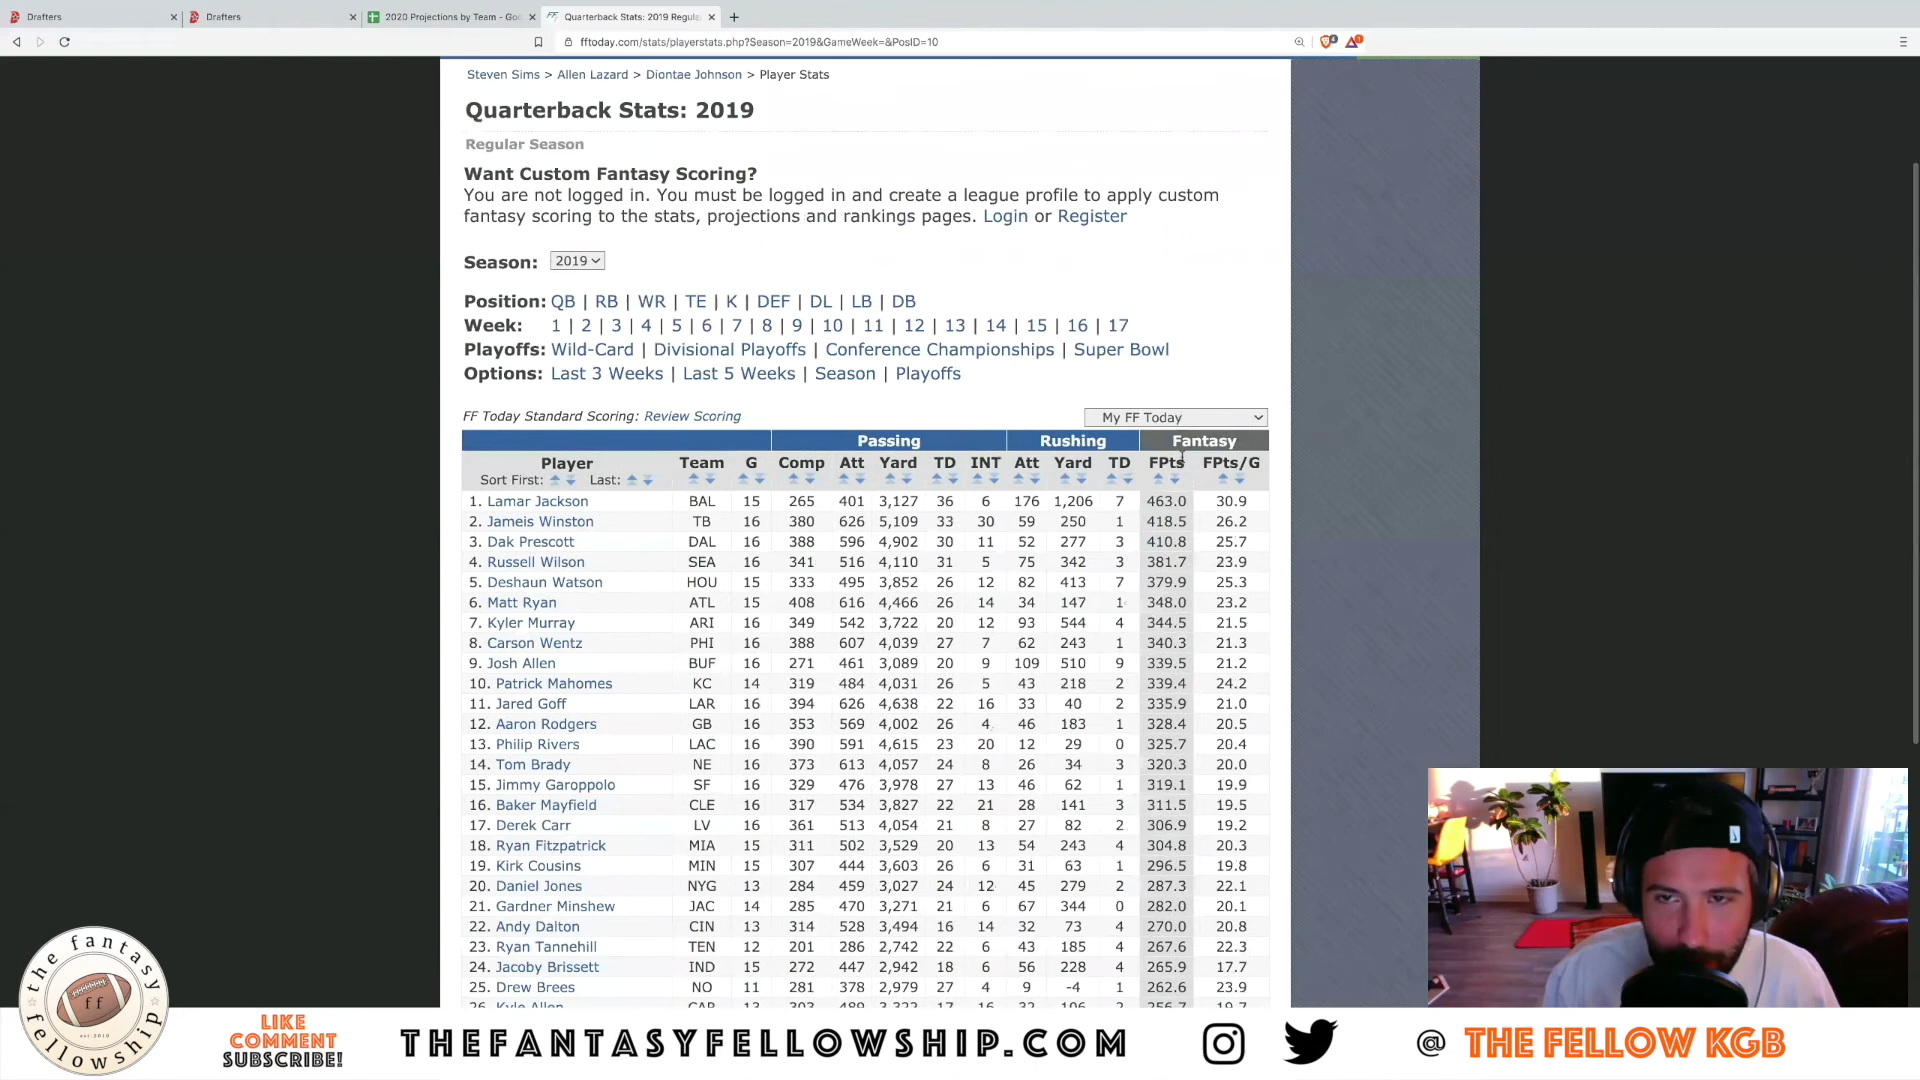 Drafters
Drafters
2020 Projections by Team - Goo
Quarterback Stats: 2019 Regula
fftoday.com/stats/playerstats.php?Season=2019&GameWeek=&PosID=10
Steven Sims > Allen Lazard > Diontae Johnson > Player Stats
Quarterback Stats: 2019
Regular Season
Want Custom Fantasy Scoring?
You are not logged in. You must be logged in and create a league profile to apply custom
fantasy scoring to the stats, projections and rankings pages. Login or Register
Season: 2019
Position: QB | RB | WR | TE | K | DEF | DL | LB | DB
Week: 1 | 2 | 3 | 4 | 5 | 6 | 7 | 8 | 9 | 10 | 11 | 12 | 13 | 14 | 15 | 16 | 17
Playoffs: Wild-Card | Divisional Playoffs | Conference Championships | Super Bowl
Options: Last 3 Weeks | Last 5 Weeks | Season | Playoffs
FF Today Standard Scoring: Review Scoring My FF Today
Passing Rushing Fantasy
Player Team G Comp Att Yard TD INT Att Yard TD FPts FPts/G
Sort First: Last:
1. Lamar Jackson BAL 15 265 401 3,127 36 6 176 1,206 7 463.0 30.9
2. Jameis Winston TB 16 380 626 5,109 33 30 59 250 1 418.5 26.2
3. Dak Prescott DAL 16 388 596 4,902 30 11 52 277 3 410.8 25.7
4. Russell Wilson SEA 16 341 516 4,110 31 5 75 342 3 381.7 23.9
5. Deshaun Watson HOU 15 333 495 3,852 26 12 82 413 7 379.9 25.3
6. Matt Ryan ATL 15 408 616 4,466 26 14 34 147 1 348.0 23.2
7. Kyler Murray ARI 16 349 542 3,722 20 12 93 544 4 344.5 21.5
8. Carson Wentz PHI 16 388 607 4,039 27 7 62 243 1 340.3 21.3
9. Josh Allen BUF 16 271 461 3,089 20 9 109 510 9 339.5 21.2
10. Patrick Mahomes KC 14 319 484 4,031 26 5 43 218 2 339.4 24.2
11. Jared Goff LAR 16 394 626 4,638 22 16 33 40 2 335.9 21.0
12. Aaron Rodgers GB 16 353 569 4,002 26 4 46 183 1 328.4 20.5
13. Philip Rivers LAC 16 390 591 4,615 23 20 12 29 0 325.7 20.4
14. Tom Brady NE 16 373 613 4,057 24 8 26 34 3 320.3 20.0
15. Jimmy Garoppolo SF 16 329 476 3,978 27 13 46 62 1 319.1 19.9
16. Baker Mayfield CLE 16 317 534 3,827 22 21 28 141 3 311.5 19.5
17. Derek Carr LV 16 361 513 4,054 21 8 27 82 2 306.9 19.2
18. Ryan Fitzpatrick MIA 15 311 502 3,529 20 13 54 243 4 304.8 20.3
19. Kirk Cousins MIN 15 307 444 3,603 26 6 31 63 1 296.5 19.8
20. Daniel Jones NYG 13 284 459 3,027 24 12 45 279 2 287.3 22.1
21. Gardner Minshew JAC 14 285 470 3,271 21 6 67 344 0 282.0 20.1
22. Andy Dalton CIN 13 314 528 3,494 16 14 32 73 4 270.0 20.8
23. Ryan Tannehill TEN 12 201 286 2,742 22 6 43 185 4 267.6 22.3
24. Jacoby Brissett IND 15 272 447 2,942 18 6 56 228 4 265.9 17.7
25. Drew Brees NO 11 281 378 2,979 27 4 9 -4 1 262.6 23.9
26. Kyle Allen CAR 13 303 489 3,322 17 16 32 106 2 256.7 19.7
the fantasy fellowship
ff
est.2010
LIKE
COMMENT
SUBSCRIBE!
THEFANTASYFELLOWSHIP.COM
@ THE FELLOW KGB